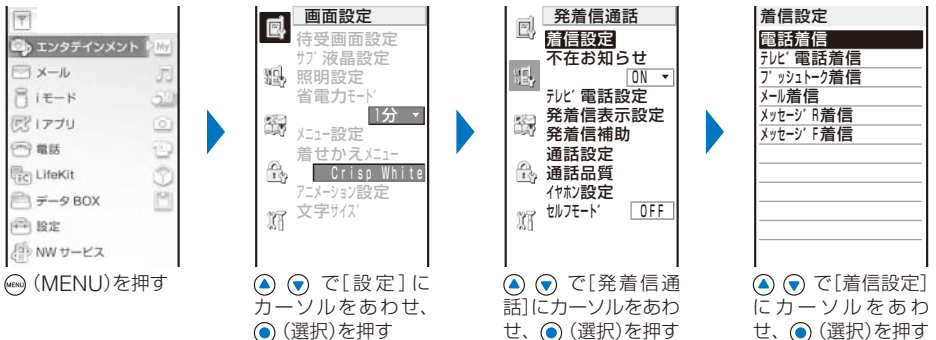 エンタテインメント
My
メール
iモード
iアプリ
電話
LifeKit
データ BOX
設定
NW サービス
(MENU)を押す
画面設定
待受画面設定
サブ液晶設定
照明設定
省電力モード
1分
メニュー設定
着せかえメニュー
Crisp White
アニメーション設定
文字サイズ
で[設定]に
カーソルをあわせ、
(選択)を押す
発着信通話
着信設定
不在お知らせ
ON
テレビ電話設定
発着信表示設定
発着信補助
通話設定
通話品質
イヤホン設定
セルフモード OFF
で[発着信通
話]にカーソルをあわ
せ、(選択)を押す
着信設定
電話着信
テレビ電話着信
プッシュトーク着信
メール着信
メッセージR着信
メッセージF着信
で[着信設定]
にカーソルをあわ
せ、(選択)を押す